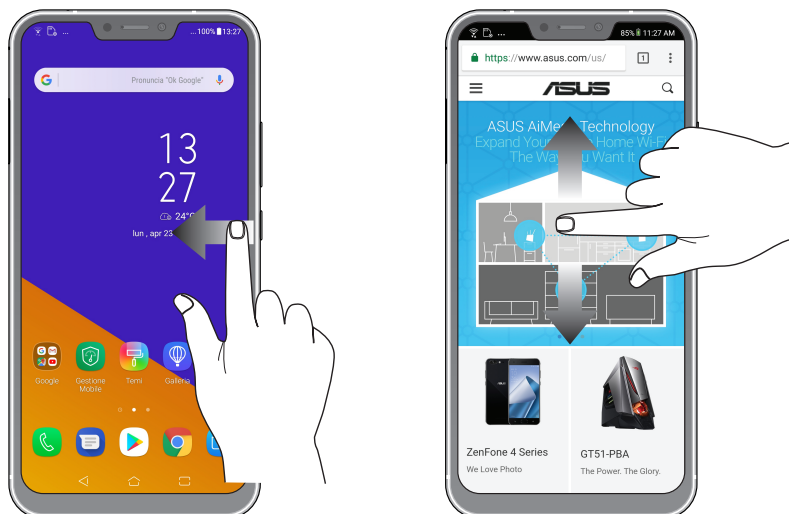 ... ...100% 13:27
G Pronuncia "Ok Google"
13
27
24°C
lun , apr 23
Google Gestione Mobile Temi Galleria
... 85% 11:27 AM
https://www.asus.com/us/ 1
ASUS
ASUS AiMe Technology
Expand Your Home Wi-Fi
The Way You Want It
ZenFone 4 Series
We Love Photo
GT51-PBA
The Power. The Glory.